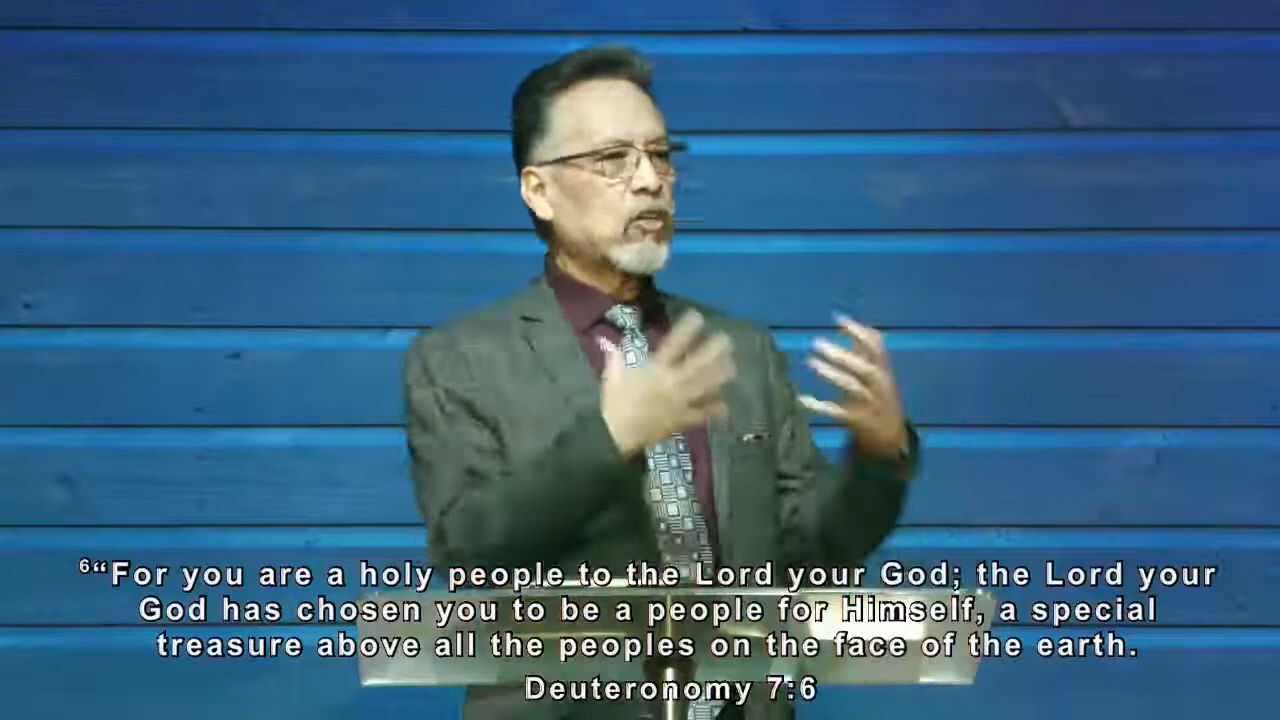 ⁶“For you are a holy people to the Lord your God; the Lord your
God has chosen you to be a people for Himself, a special
treasure above all the peoples on the face of the earth.
Deuteronomy 7:6